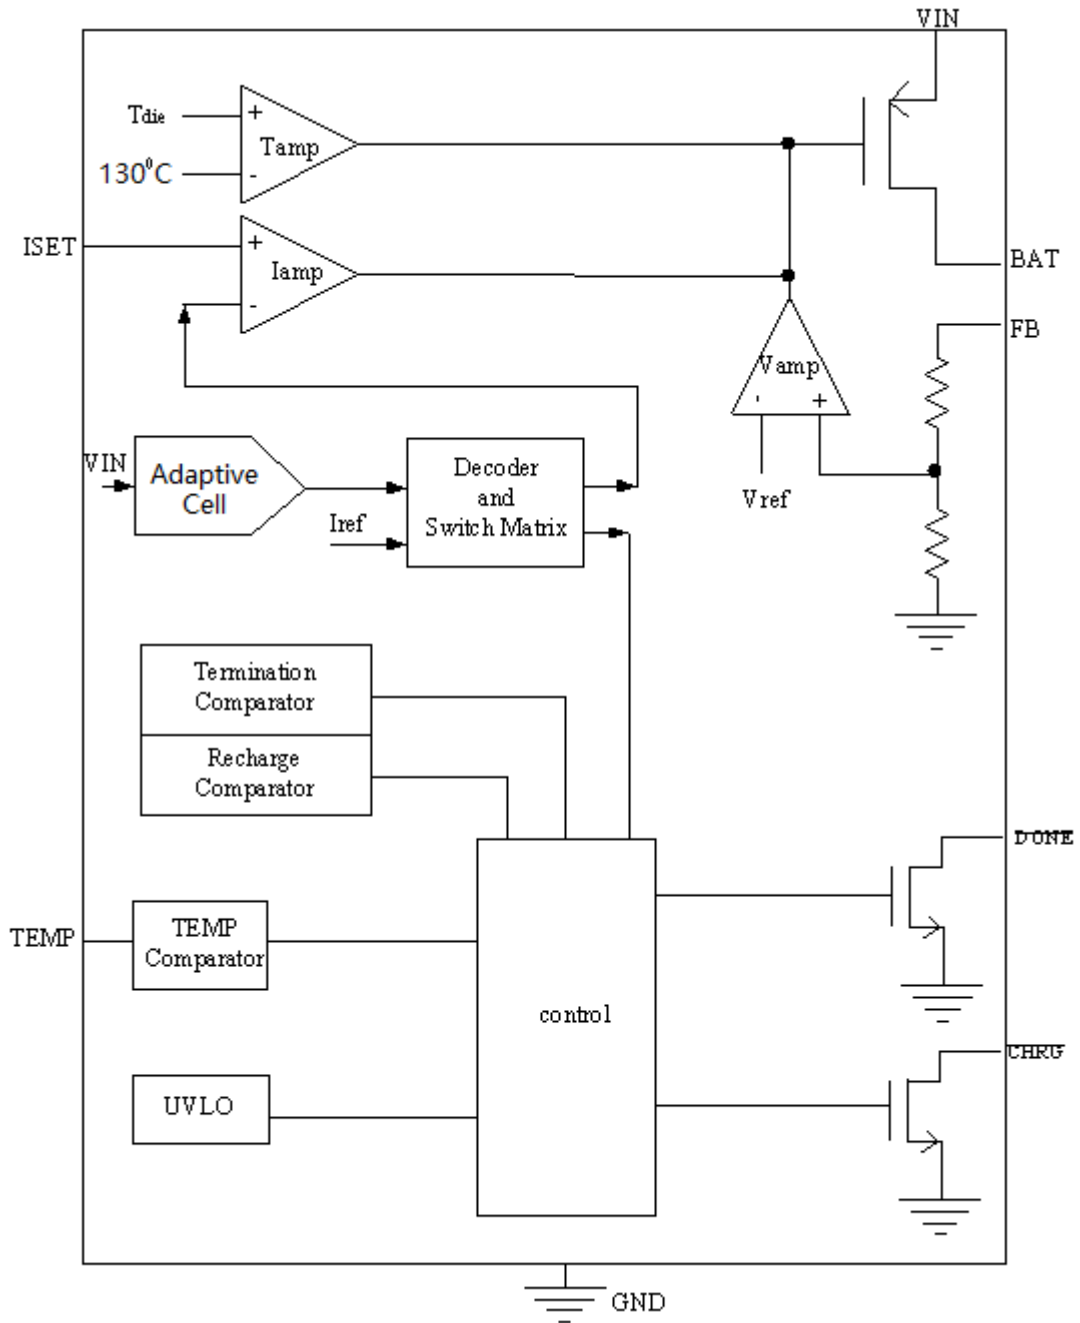 VIN
Tdie
+
Tamp
130⁰C
-
ISET
+
Iamp
-
BAT
FB
Vamp
- +
Vref
VIN
Adaptive
Cell
Decoder
and
Switch Matrix
Iref
Termination
Comparator
Recharge
Comparator
DONE
TEMP
TEMP
Comparator
control
CHRG
UVLO
GND